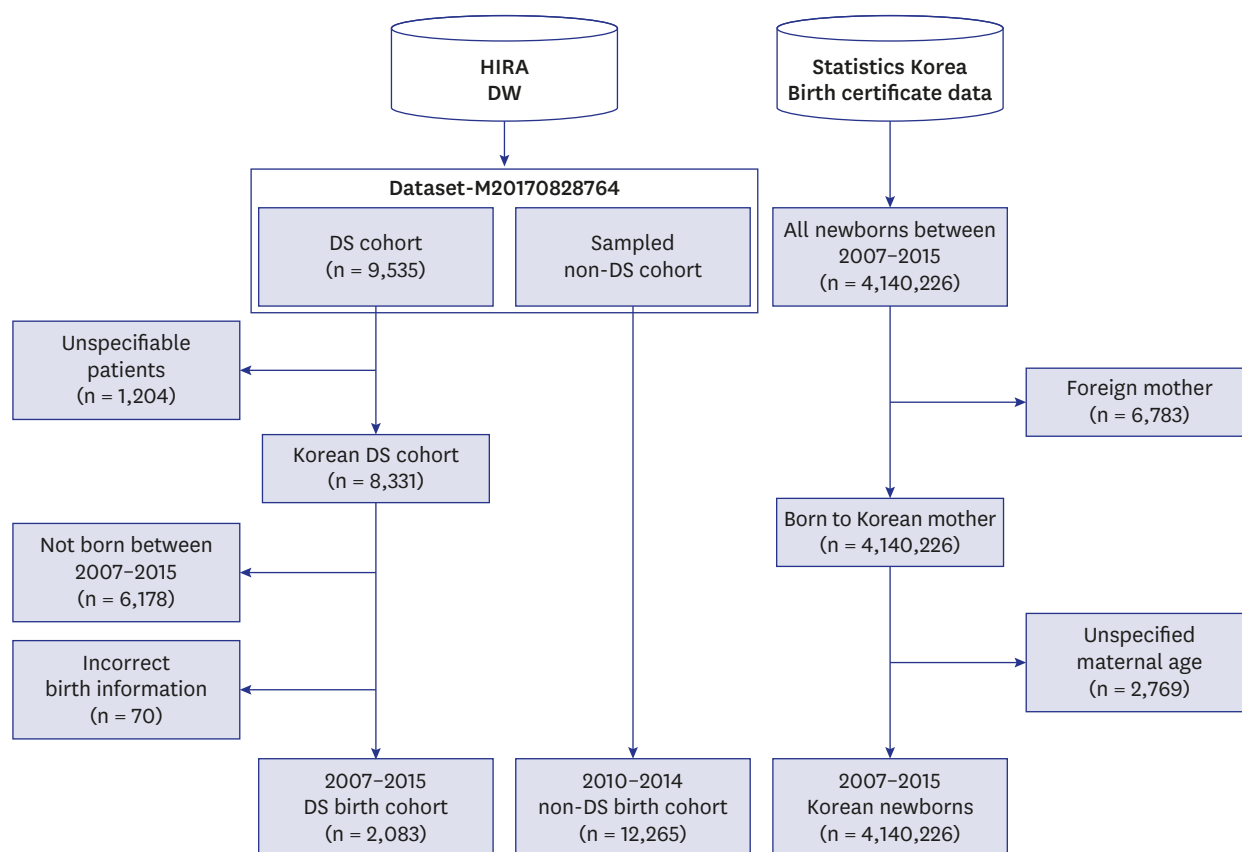 HIRA
DW
Statistics Korea
Birth certificate data
Dataset-M20170828764
DS cohort
(n = 9,535)
Sampled
non-DS cohort
All newborns between
2007–2015
(n = 4,140,226)
Unspecifiable
patients
(n = 1,204)
Foreign mother
(n = 6,783)
Korean DS cohort
(n = 8,331)
Born to Korean mother
(n = 4,140,226)
Not born between
2007–2015
(n = 6,178)
Unspecified
maternal age
(n = 2,769)
Incorrect
birth information
(n = 70)
2007–2015
DS birth cohort
(n = 2,083)
2010–2014
non-DS birth cohort
(n = 12,265)
2007–2015
Korean newborns
(n = 4,140,226)